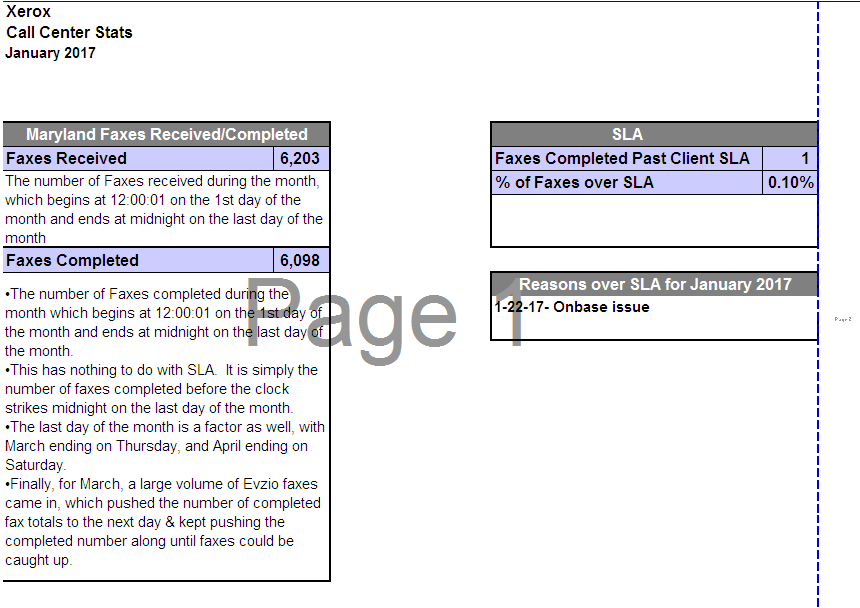 Xerox
Call Center Stats
January 2017
Maryland Faxes Received/Completed
Faxes Received 6,203
The number of Faxes received during the month,
which begins at 12:00:01 on the 1st day of the
month and ends at midnight on the last day of the
month
Faxes Completed 6,098
•The number of Faxes completed during the
month which begins at 12:00:01 on the 1st day of
the month and ends at midnight on the last day of
the month.
•This has nothing to do with SLA.  It is simply the
number of faxes completed before the clock
strikes midnight on the last day of the month.
•The last day of the month is a factor as well, with
March ending on Thursday, and April ending on
Saturday.
•Finally, for March, a large volume of Evzio faxes
came in, which pushed the number of completed
fax totals to the next day & kept pushing the
completed number along until faxes could be
caught up.
SLA
Faxes Completed Past Client SLA 1
% of Faxes over SLA 0.10%
Reasons over SLA for January 2017
1-22-17- Onbase issue
Page 1
Page 2